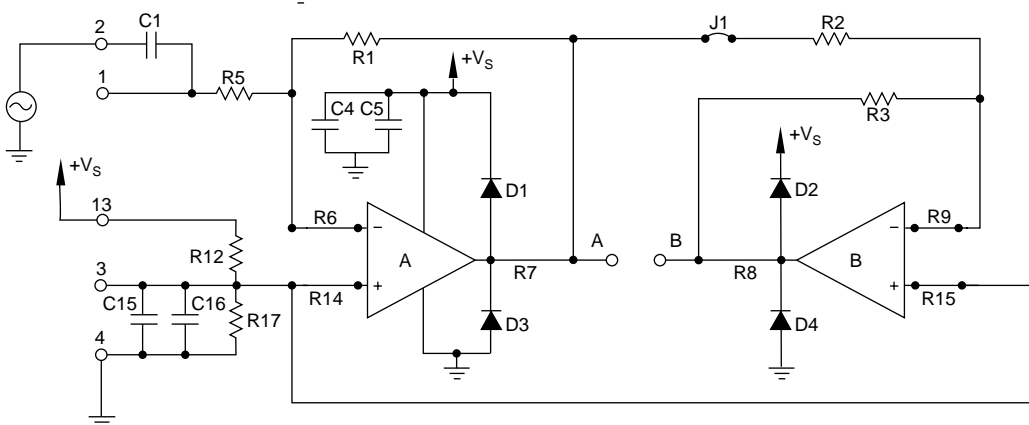 2
C1
J1
R2
R1
1
R5
+VS
C4
C5
R3
+VS
+VS
D1
D2
13
R6
−
−
R9
R12
A
A
B
B
R7
R8
3
+
+
R14
R15
C15
C16
R17
D3
D4
4